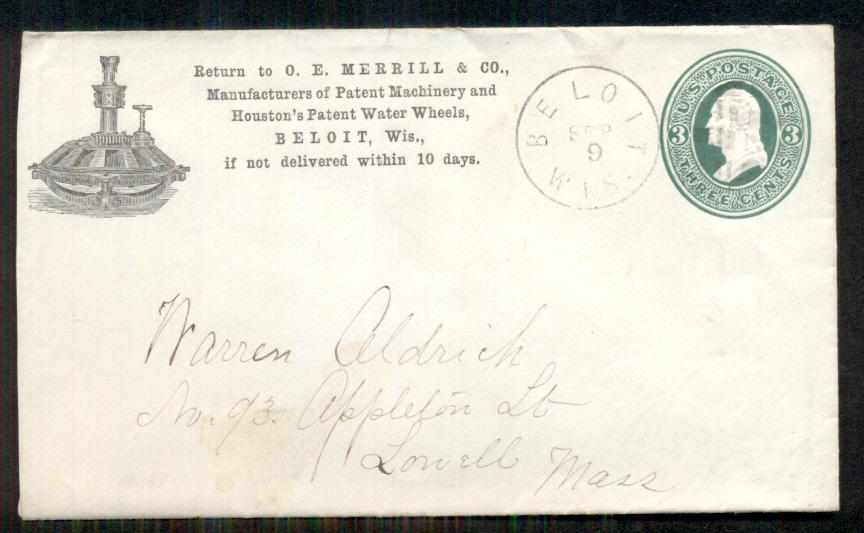 Return to O. E. MERRILL & CO.,
Manufacturers of Patent Machinery and
Houston's Patent Water Wheels,
BELOIT, Wis.,
if not delivered within 10 days.
BELOIT
SEP
9
WIS.
U.S. POSTAGE
3 3
THREE CENTS
Warren Aldrich
No. 93. Appleton St
Lowell Mass